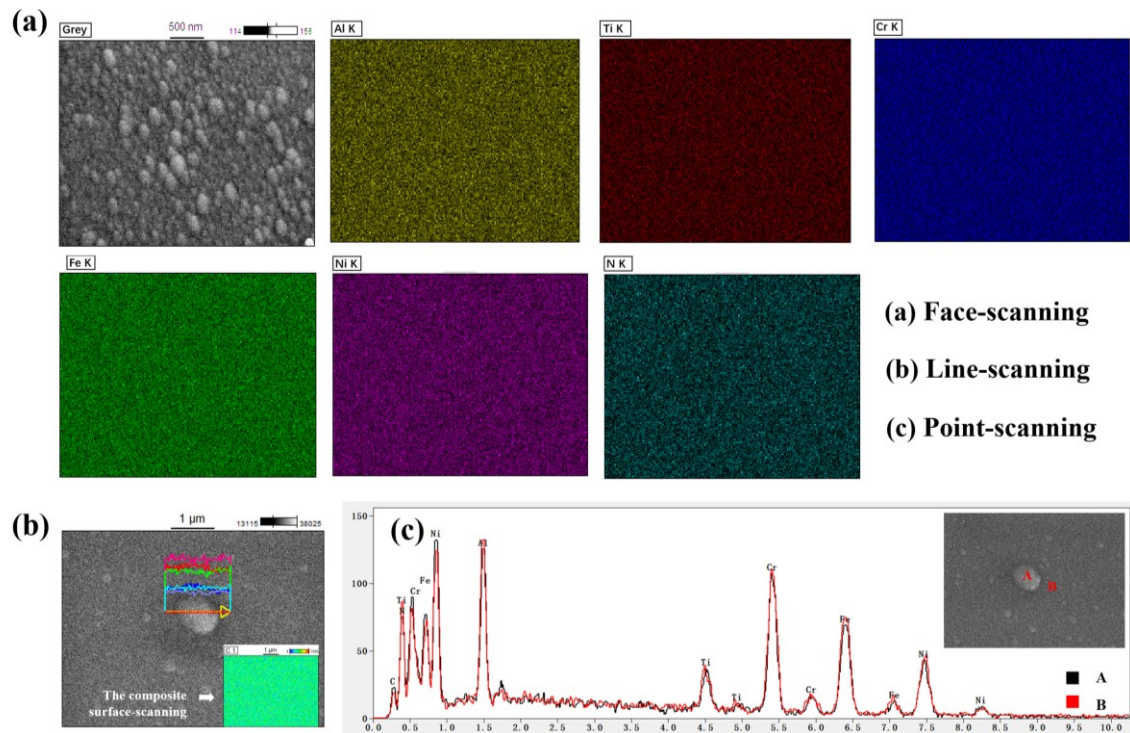 (a)
Grey
500 nm
114
158
Al K
Ti K
Cr K
Fe K
Ni K
N K
(a) Face-scanning
(b) Line-scanning
(c) Point-scanning
(b)
1 μm
13115
38025
C 1
1 μm
The composite
surface-scanning
(c)
150
100
50
0
C
Ti
N
Cr
Fe
Ni
Al
Ti
Ti
Cr
Cr
Fe
Fe
Ni
Ni
A
B
A
B
0.0 0.5 1.0 1.5 2.0 2.5 3.0 3.5 4.0 4.5 5.0 5.5 6.0 6.5 7.0 7.5 8.0 8.5 9.0 9.5 10.0